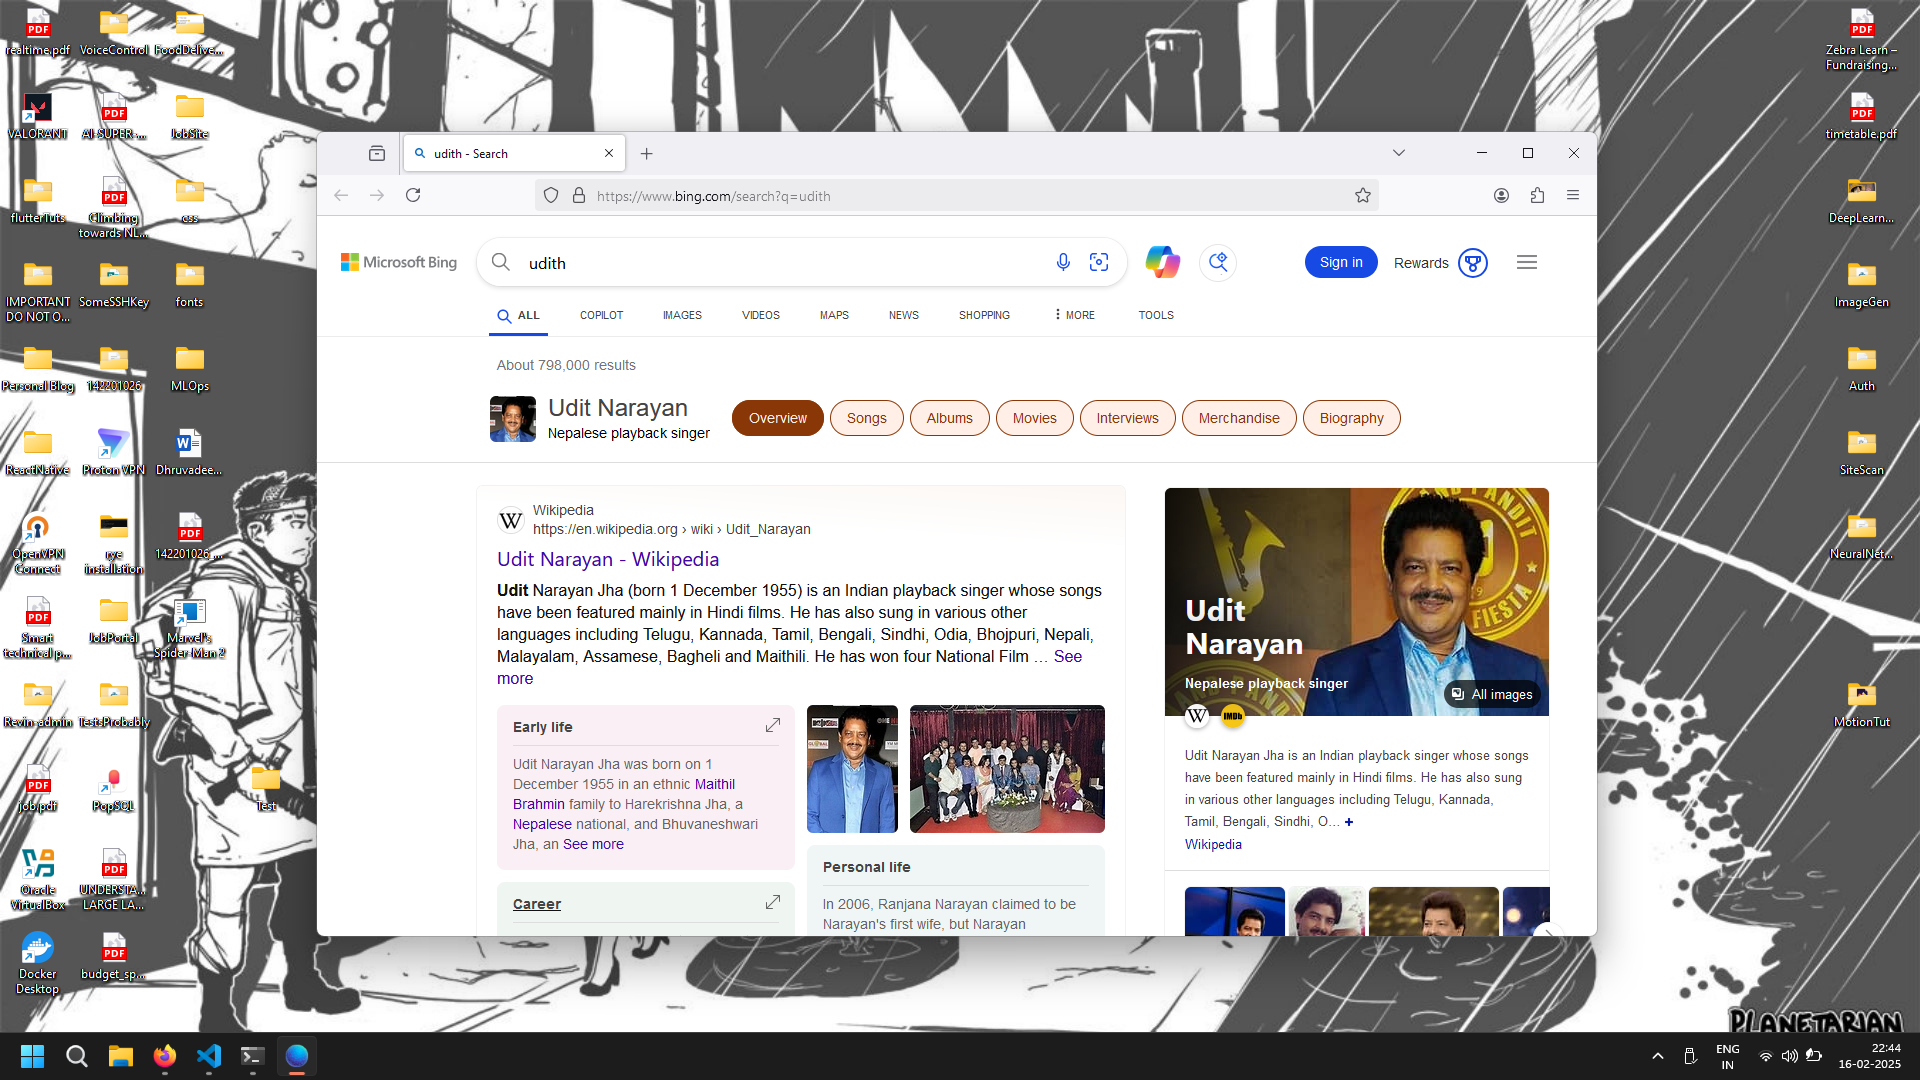 realtime.pdf
VoiceControl
FoodDelive...
VALORANT
AI-SUPER-...
JobSite
flutterTuts
Climbing
towards NL...
css
IMPORTANT
DO NOT O...
SomeSSHKey
fonts
Personal Blog
142201026
MLOps
ReactNative
Proton VPN
Dhruvadee...
OpenVPN
Connect
rye
installation
142201026_...
Smart
technical p...
JobPortal
Marvel's
Spider-Man 2
Revin-admin
TestsProbably
job.pdf
PopSQL
Test
Oracle
VirtualBox
UNDERSTA...
LARGE LA...
Docker
Desktop
budget_sp...
udith - Search
https://www.bing.com/search?q=udith
Microsoft Bing
udith
Sign in
Rewards
ALL
COPILOT
IMAGES
VIDEOS
MAPS
NEWS
SHOPPING
MORE
TOOLS
About 798,000 results
Udit Narayan
Nepalese playback singer
Overview
Songs
Albums
Movies
Interviews
Merchandise
Biography
W
Wikipedia
https://en.wikipedia.org › wiki › Udit_Narayan
Udit Narayan - Wikipedia
Udit Narayan Jha (born 1 December 1955) is an Indian playback singer whose songs
have been featured mainly in Hindi films. He has also sung in various other
languages including Telugu, Kannada, Tamil, Bengali, Sindhi, Odia, Bhojpuri, Nepali,
Malayalam, Assamese, Bagheli and Maithili. He has won four National Film … See
more
Early life
Udit Narayan Jha was born on 1
December 1955 in an ethnic Maithil
Brahmin family to Harekrishna Jha, a
Nepalese national, and Bhuvaneshwari
Jha, an See more
Career
Personal life
In 2006, Ranjana Narayan claimed to be
Narayan's first wife, but Narayan
Udit
Narayan
Nepalese playback singer
All images
W
IMDb
Udit Narayan Jha is an Indian playback singer whose songs
have been featured mainly in Hindi films. He has also sung
in various other languages including Telugu, Kannada,
Tamil, Bengali, Sindhi, O... +
Wikipedia
Zebra Learn –
Fundraising...
timetable.pdf
DeepLearn...
ImageGen
Auth
SiteScan
NeuralNet...
MotionTut
PLANETARIAN
ENG
IN
22:44
16-02-2025